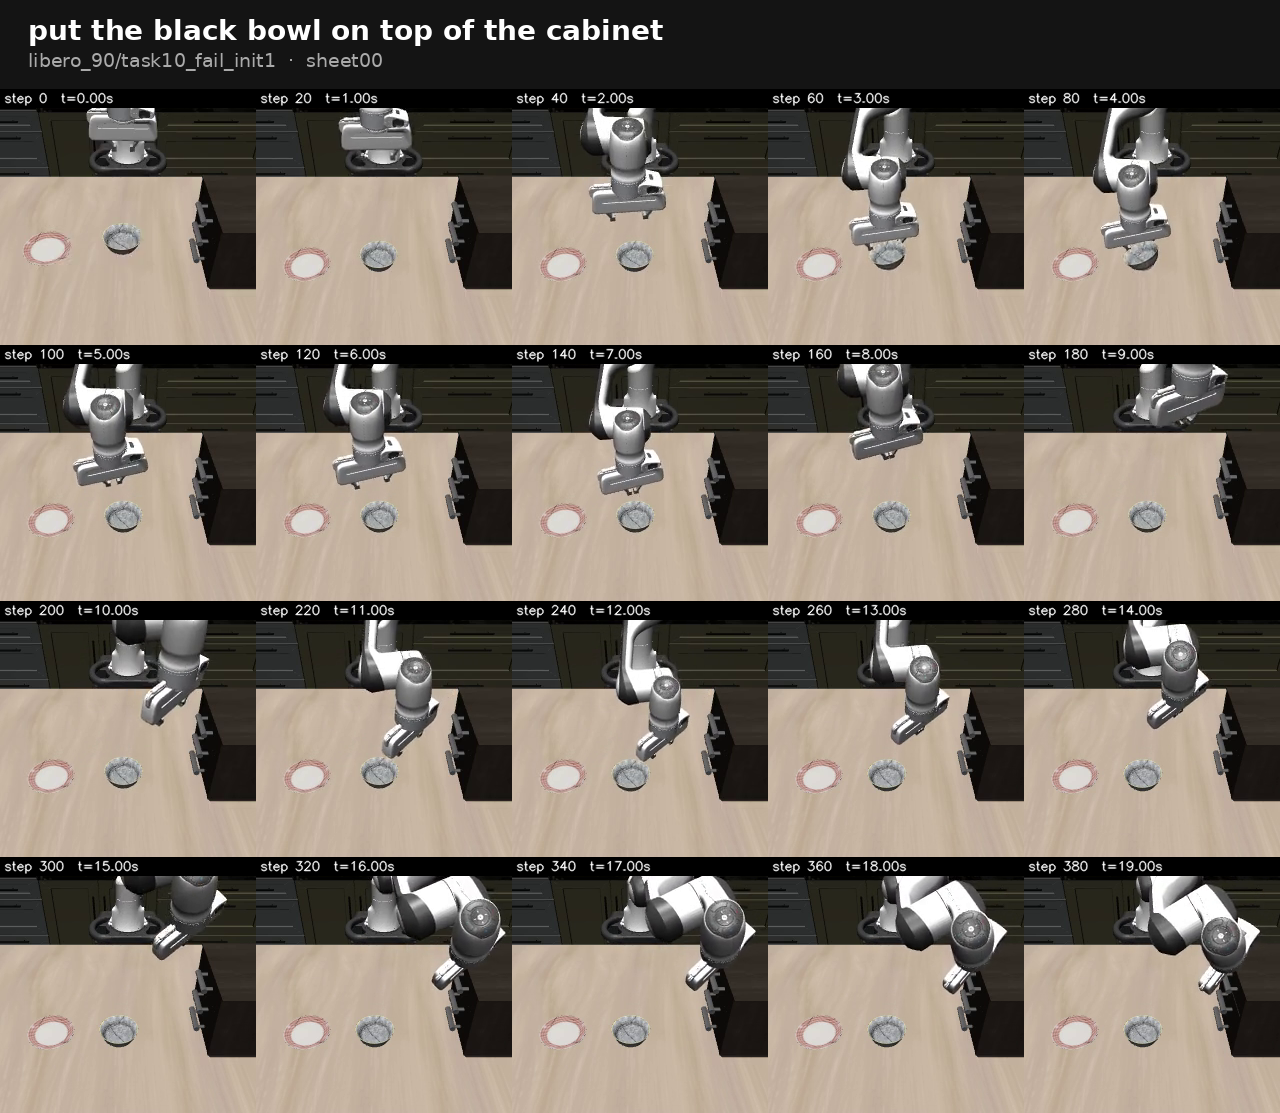 put the black bowl on top of the cabinet
libero_90/task10_fail_init1 · sheet00
step 0 t=0.00s
step 20 t=1.00s
step 40 t=2.00s
step 60 t=3.00s
step 80 t=4.00s
step 100 t=5.00s
step 120 t=6.00s
step 140 t=7.00s
step 160 t=8.00s
step 180 t=9.00s
step 200 t=10.00s
step 220 t=11.00s
step 240 t=12.00s
step 260 t=13.00s
step 280 t=14.00s
step 300 t=15.00s
step 320 t=16.00s
step 340 t=17.00s
step 360 t=18.00s
step 380 t=19.00s